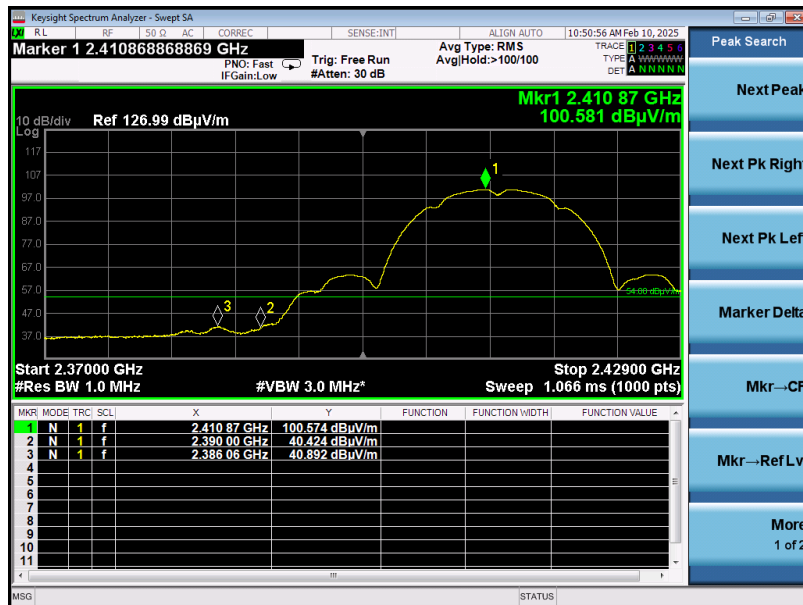 Keysight Spectrum Analyzer - Swept SA
LXI RL RF 50 Ω AC CORREC SENSE:INT ALIGN AUTO 10:50:56 AM Feb 10, 2025
Marker 1 2.410868868869 GHz
PNO: Fast
IFGain:Low
Trig: Free Run
#Atten: 30 dB
Avg Type: RMS
Avg|Hold:>100/100
TRACE 1 2 3 4 5 6
TYPE A WWWWW
DET A N N N N N
Mkr1 2.410 87 GHz
100.581 dBµV/m
10 dB/div Ref 126.99 dBµV/m
Log
117
107
97.0
87.0
77.0
67.0
57.0
47.0
37.0
1
2
3
54.00 dBµV/m
Start 2.37000 GHz Stop 2.42900 GHz
#Res BW 1.0 MHz #VBW 3.0 MHz* Sweep 1.066 ms (1000 pts)
MKR MODE TRC SCL X Y FUNCTION FUNCTION WIDTH FUNCTION VALUE
1 N 1 f 2.410 87 GHz 100.574 dBµV/m
2 N 1 f 2.390 00 GHz 40.424 dBµV/m
3 N 1 f 2.386 06 GHz 40.892 dBµV/m
4
5
6
7
8
9
10
11
MSG STATUS
Peak Search
Next Peak
Next Pk Right
Next Pk Left
Marker Delta
Mkr→CF
Mkr→Ref Lv
More
1 of 2